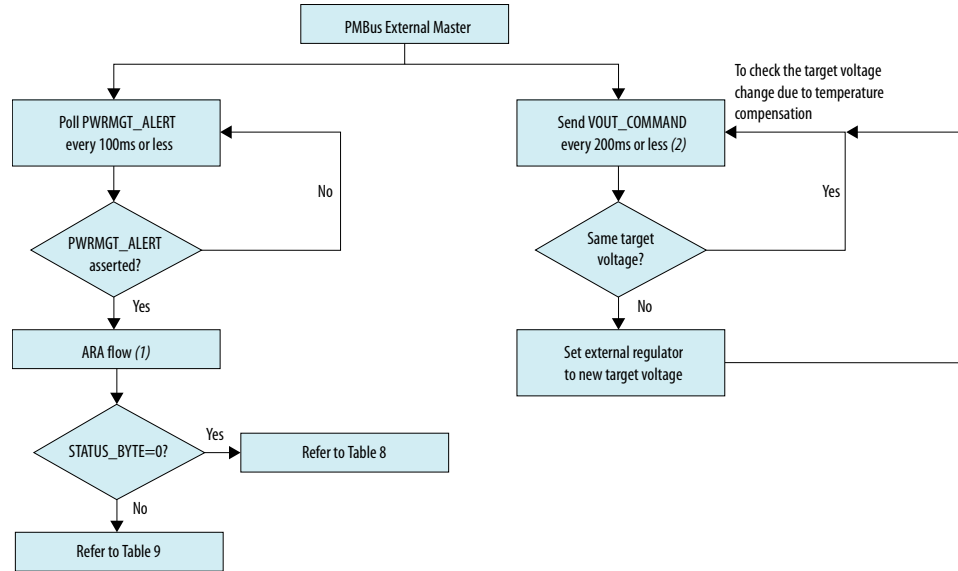 PMBus External Master
Poll PWRMGT_ALERT
every 100ms or less
No
PWRMGT_ALERT
asserted?
Yes
ARA flow (1)
STATUS_BYTE=0?
Yes
Refer to Table 8
No
Refer to Table 9
To check the target voltage
change due to temperature
compensation
Send VOUT_COMMAND
every 200ms or less (2)
Yes
Same target
voltage?
No
Set external regulator
to new target voltage